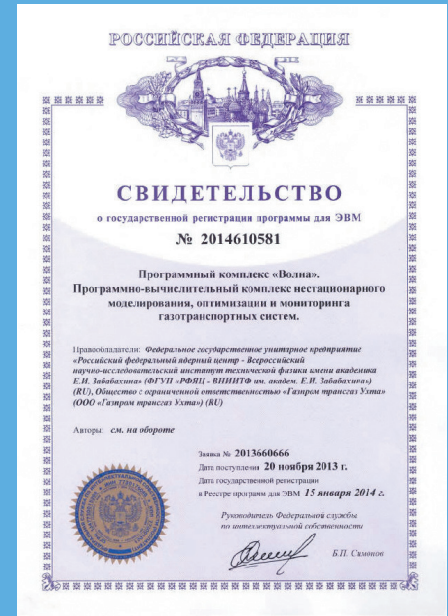 РОССИЙСКАЯ ФЕДЕРАЦИЯ
СВИДЕТЕЛЬСТВО
о государственной регистрации программы для ЭВМ
№ 2014610581
Программный комплекс «Волна».
Программно-вычислительный комплекс нестационарного
моделирования, оптимизации и мониторинга
газотранспортных систем.
Правообладатели: Федеральное государственное унитарное предприятие
«Российский федеральный ядерный центр - Всероссийский
научно-исследовательский институт технической физики имени академика
Е.И. Забабахина» (ФГУП «РФЯЦ - ВНИИТФ им. академ. Е.И. Забабахина»)
(RU), Общество с ограниченной ответственностью «Газпром трансгаз Ухта»
(ООО «Газпром трансгаз Ухта») (RU)
Авторы: см. на обороте
Заявка № 2013660666
Дата поступления 20 ноября 2013 г.
Дата государственной регистрации
в Реестре программ для ЭВМ 15 января 2014 г.
Руководитель Федеральной службы
по интеллектуальной собственности
Б.П. Симонов